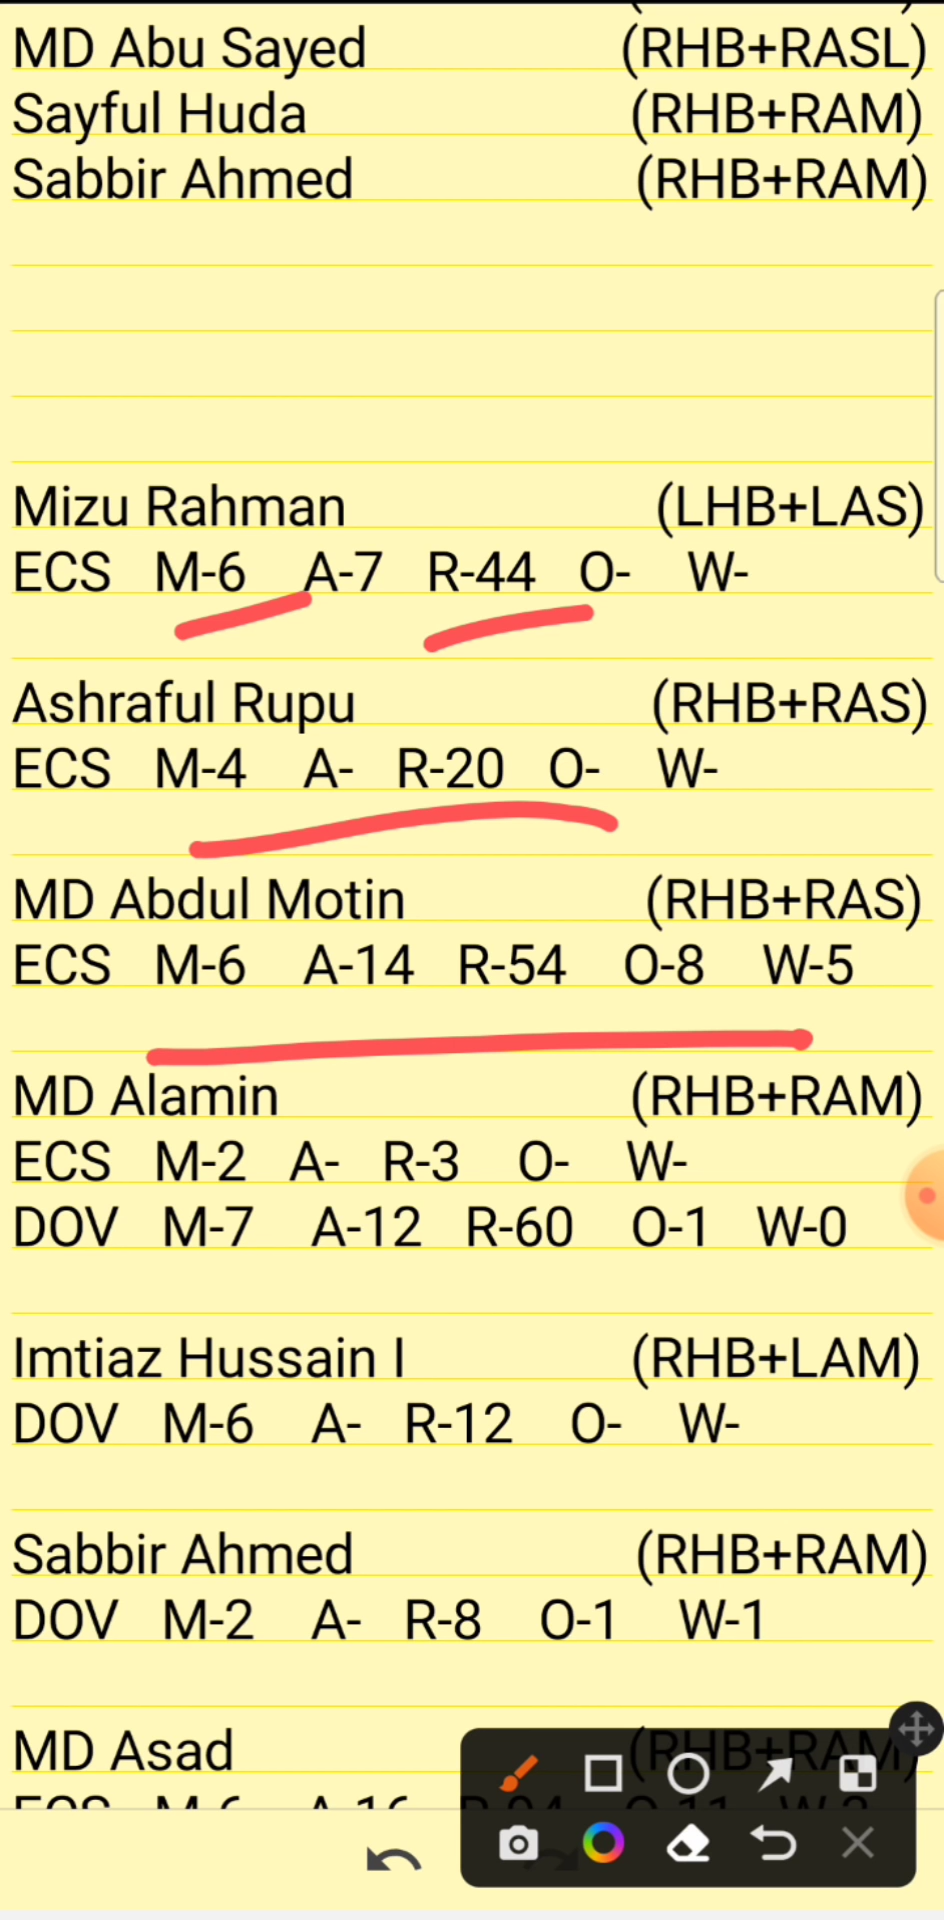 MD Abu Sayed (RHB+RASL)
Sayful Huda (RHB+RAM)
Sabbir Ahmed (RHB+RAM)
Mizu Rahman (LHB+LAS)
ECS M-6 A-7 R-44 O- W-
Ashraful Rupu (RHB+RAS)
ECS M-4 A- R-20 O- W-
MD Abdul Motin (RHB+RAS)
ECS M-6 A-14 R-54 O-8 W-5
MD Alamin (RHB+RAM)
ECS M-2 A- R-3 O- W-
DOV M-7 A-12 R-60 O-1 W-0
Imtiaz Hussain I (RHB+LAM)
DOV M-6 A- R-12 O- W-
Sabbir Ahmed (RHB+RAM)
DOV M-2 A- R-8 O-1 W-1
MD Asad (RHB+RAM)